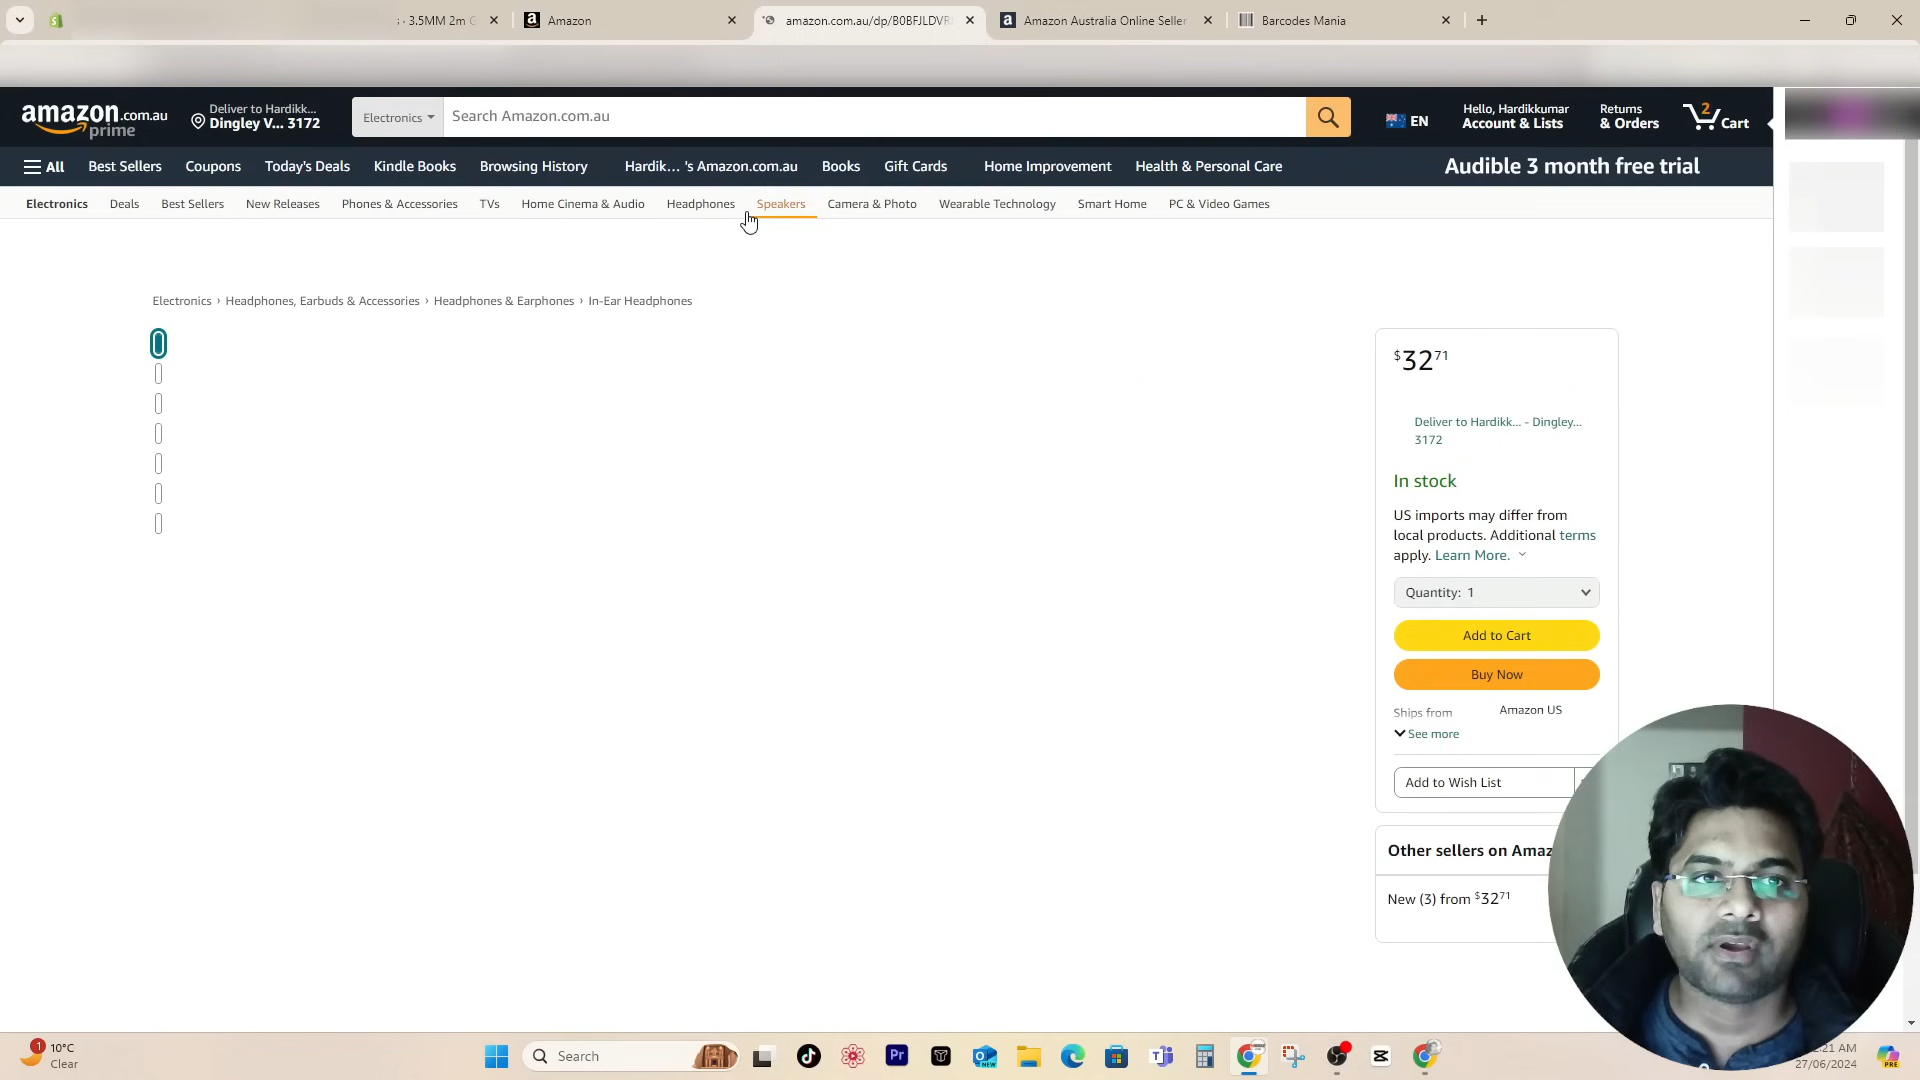 : · 3.5MM 2m G
Amazon
amazon.com.au/dp/B0BFJLDVR
Amazon Australia Online Seller
Barcodes Mania
amazon.com.au
prime
Deliver to Hardikk...
Dingley V... 3172
Electronics
Search Amazon.com.au
EN
Hello, Hardikkumar
Account & Lists
Returns
& Orders
2
Cart
All
Best Sellers
Coupons
Today's Deals
Kindle Books
Browsing History
Hardik... 's Amazon.com.au
Books
Gift Cards
Home Improvement
Health & Personal Care
Audible 3 month free trial
Electronics
Deals
Best Sellers
New Releases
Phones & Accessories
TVs
Home Cinema & Audio
Headphones
Speakers
Camera & Photo
Wearable Technology
Smart Home
PC & Video Games
Electronics › Headphones, Earbuds & Accessories › Headphones & Earphones › In-Ear Headphones
$32 71
Deliver to Hardikk... - Dingley...
3172
In stock
US imports may differ from
local products. Additional terms
apply. Learn More.
Quantity: 1
Add to Cart
Buy Now
Ships from
Amazon US
See more
Add to Wish List
Other sellers on Amaz
New (3) from $32 71
1
10°C
Clear
Search
Pr
NEW
:21 AM
27/06/2024
PRE